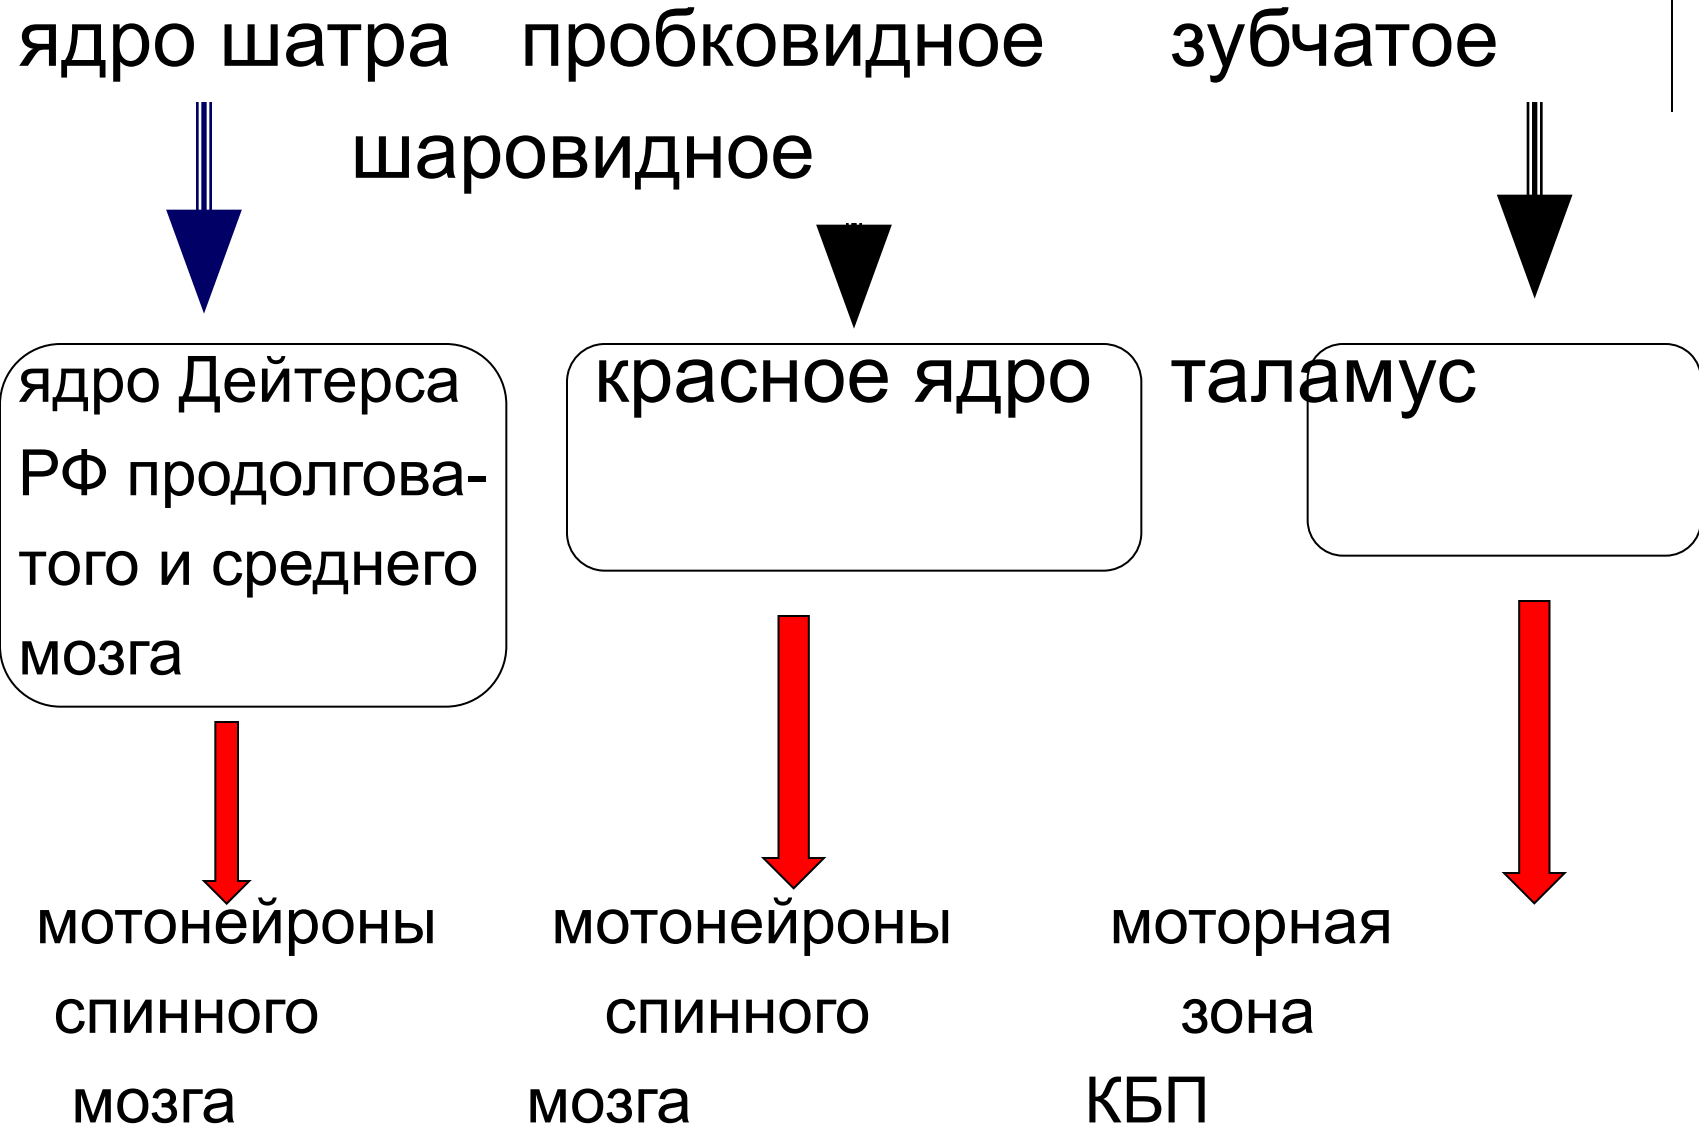 ядро шатра пробковидное зубчатое
шаровидное
ядро Дейтерса красное ядро таламус
РФ продолгова-
того и среднего
мозга
мотонейроны мотонейроны моторная
спинного спинного зона
мозга мозга КБП